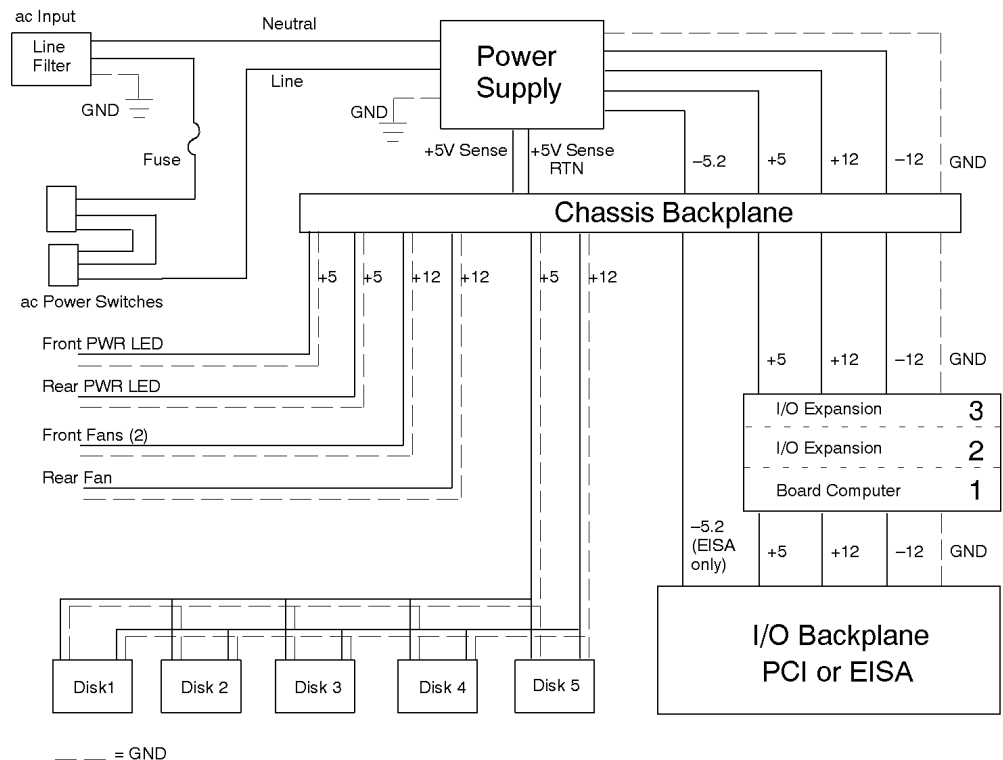 ac Input
Neutral
Line
Filter
Power
Supply
Line
GND
GND
Fuse
+5V Sense
+5V Sense
RTN
–5.2
+5
+12
–12
GND
Chassis Backplane
ac Power Switches
+5
+5
+12
+12
+5
+12
Front PWR LED
Rear PWR LED
Front Fans (2)
Rear Fan
+5
+12
–12
GND
I/O Expansion 3
I/O Expansion 2
Board Computer 1
–5.2
(EISA
only)
+5
+12
–12
GND
I/O Backplane
PCI or EISA
Disk1
Disk 2
Disk 3
Disk 4
Disk 5
= GND